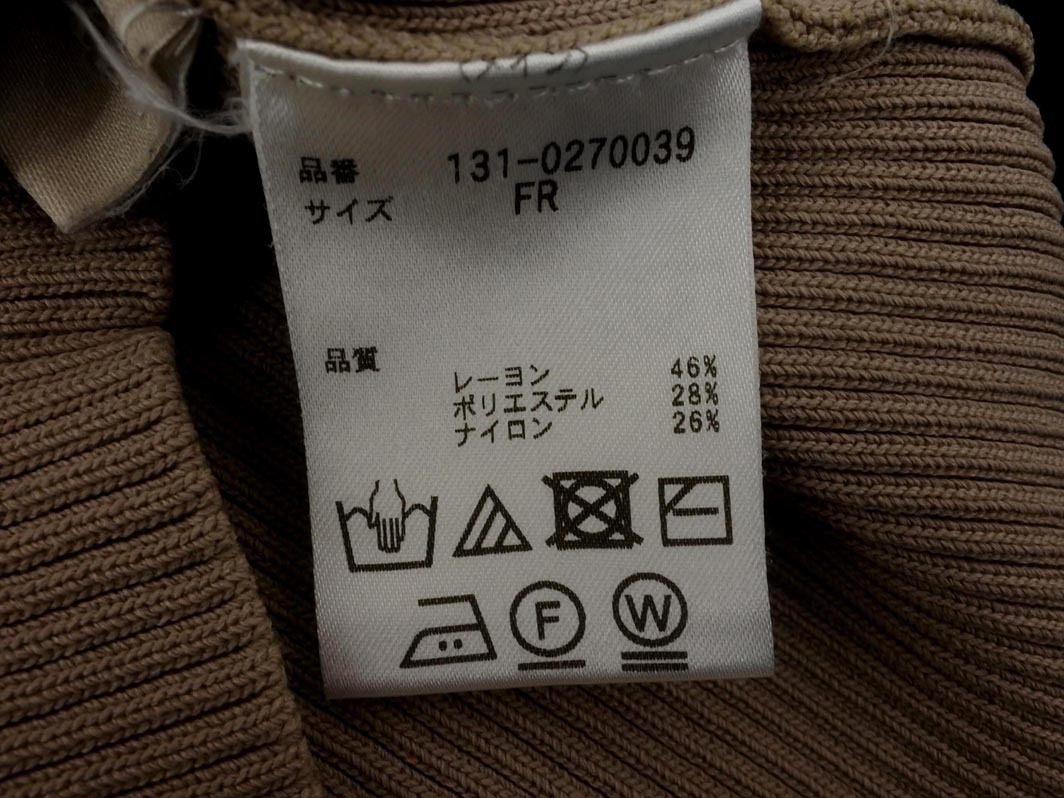 品番 131-0270039
サイズ FR
品質
レーヨン 46%
ポリエステル 28%
ナイロン 26%
F W